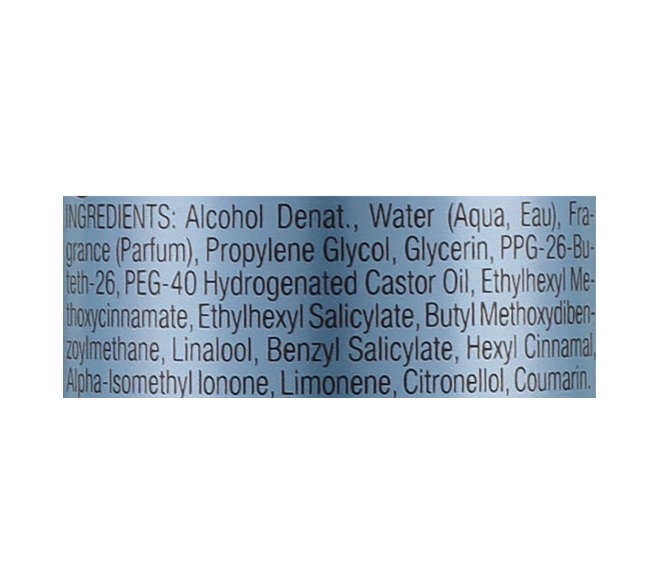 INGREDIENTS: Alcohol Denat., Water (Aqua, Eau), Fra-
grance (Parfum), Propylene Glycol, Glycerin, PPG-26-Bu-
teth-26, PEG-40 Hydrogenated Castor Oil, Ethylhexyl Me-
thoxycinnamate, Ethylhexyl Salicylate, Butyl Methoxydiben-
zoylmethane, Linalool, Benzyl Salicylate, Hexyl Cinnamal,
Alpha-Isomethyl Ionone, Limonene, Citronellol, Coumarin.